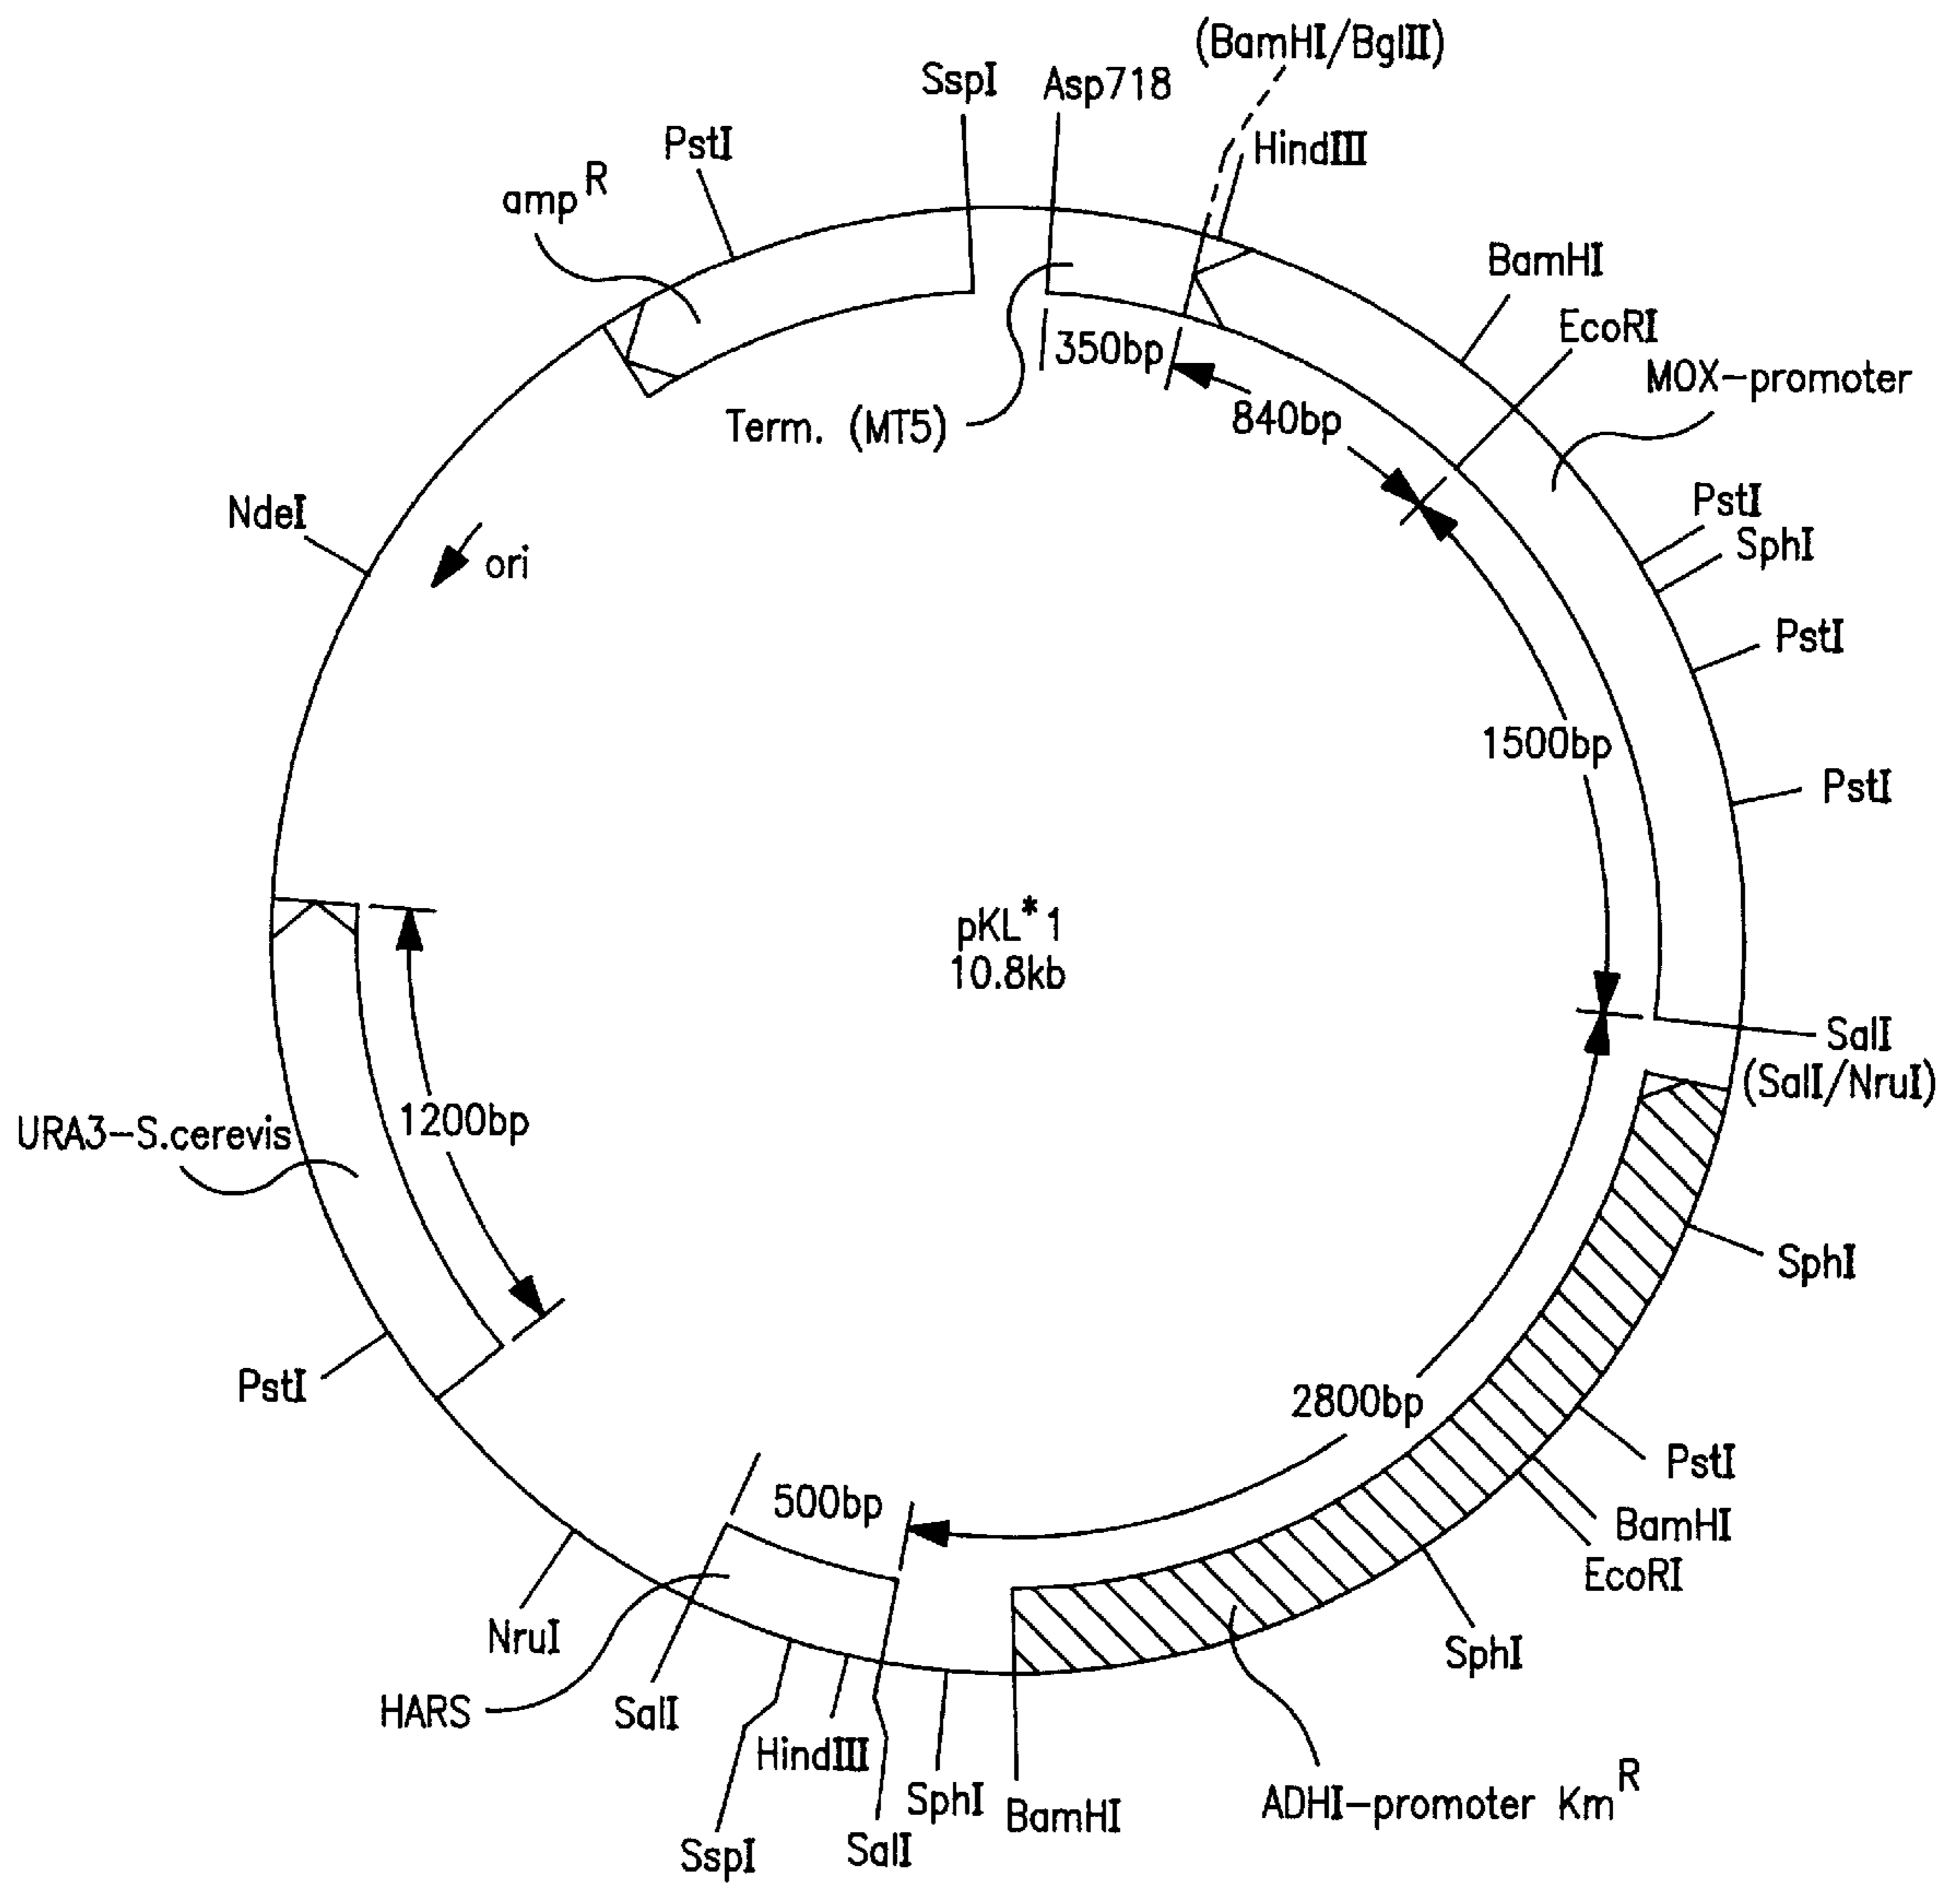 (BamHI/BglII)
SspI
Asp718
PstI
HindIII
amp R
BamHI
EcoRI
MOX-promoter
350bp
840bp
Term. (MT5)
NdeI
ori
PstI
SphI
PstI
1500bp
PstI
pKL*1
10.8kb
SalI
(SalI/NruI)
1200bp
URA3-S.cerevis
SphI
PstI
2800bp
PstI
500bp
BamHI
EcoRI
NruI
SphI
HARS
SalI
HindIII
SphI
BamHI
ADHI-promoter Km R
SspI
SalI